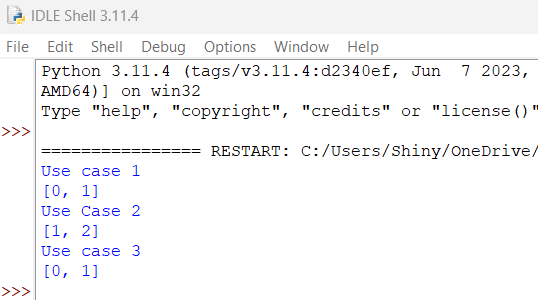 IDLE Shell 3.11.4
File Edit Shell Debug Options Window Help
Python 3.11.4 (tags/v3.11.4:d2340ef, Jun  7 2023,
AMD64)] on win32
Type "help", "copyright", "credits" or "license()"
>>>
================ RESTART: C:/Users/Shiny/OneDrive/
Use case 1
[0, 1]
Use Case 2
[1, 2]
Use case 3
[0, 1]
>>>